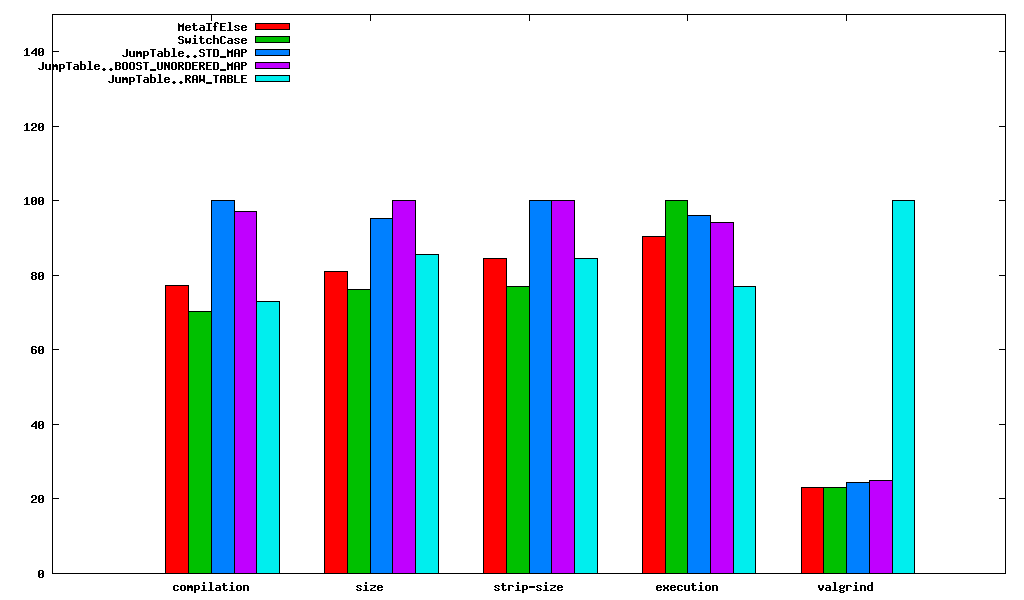 MetaIfElse
SwitchCase
JumpTable..STD_MAP
JumpTable..BOOST_UNORDERED_MAP
JumpTable..RAW_TABLE
140
120
100
80
60
40
20
0
compilation size strip-size execution valgrind